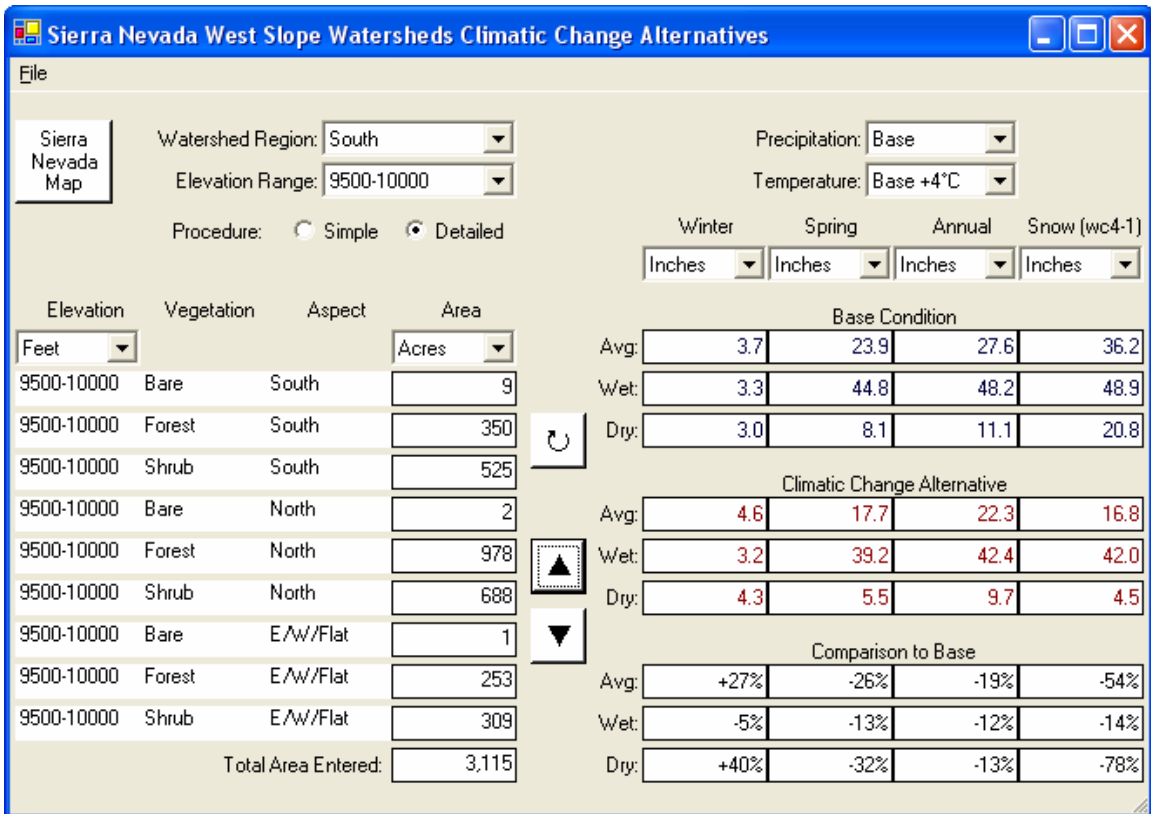 Sierra Nevada West Slope Watersheds Climatic Change Alternatives
File
Sierra
Nevada
Map
Watershed Region: South
Elevation Range: 9500-10000
Procedure: Simple Detailed
Precipitation: Base
Temperature: Base +4°C
Winter Spring Annual Snow (wc4-1)
Inches Inches Inches Inches
Elevation Vegetation Aspect Area
Feet Acres
9500-10000 Bare South 9
9500-10000 Forest South 350
9500-10000 Shrub South 525
9500-10000 Bare North 2
9500-10000 Forest North 978
9500-10000 Shrub North 688
9500-10000 Bare E/W/Flat 1
9500-10000 Forest E/W/Flat 253
9500-10000 Shrub E/W/Flat 309
Total Area Entered: 3,115
Base Condition
Avg: 3.7 23.9 27.6 36.2
Wet: 3.3 44.8 48.2 48.9
Dry: 3.0 8.1 11.1 20.8
Climatic Change Alternative
Avg: 4.6 17.7 22.3 16.8
Wet: 3.2 39.2 42.4 42.0
Dry: 4.3 5.5 9.7 4.5
Comparison to Base
Avg: +27% -26% -19% -54%
Wet: -5% -13% -12% -14%
Dry: +40% -32% -13% -78%